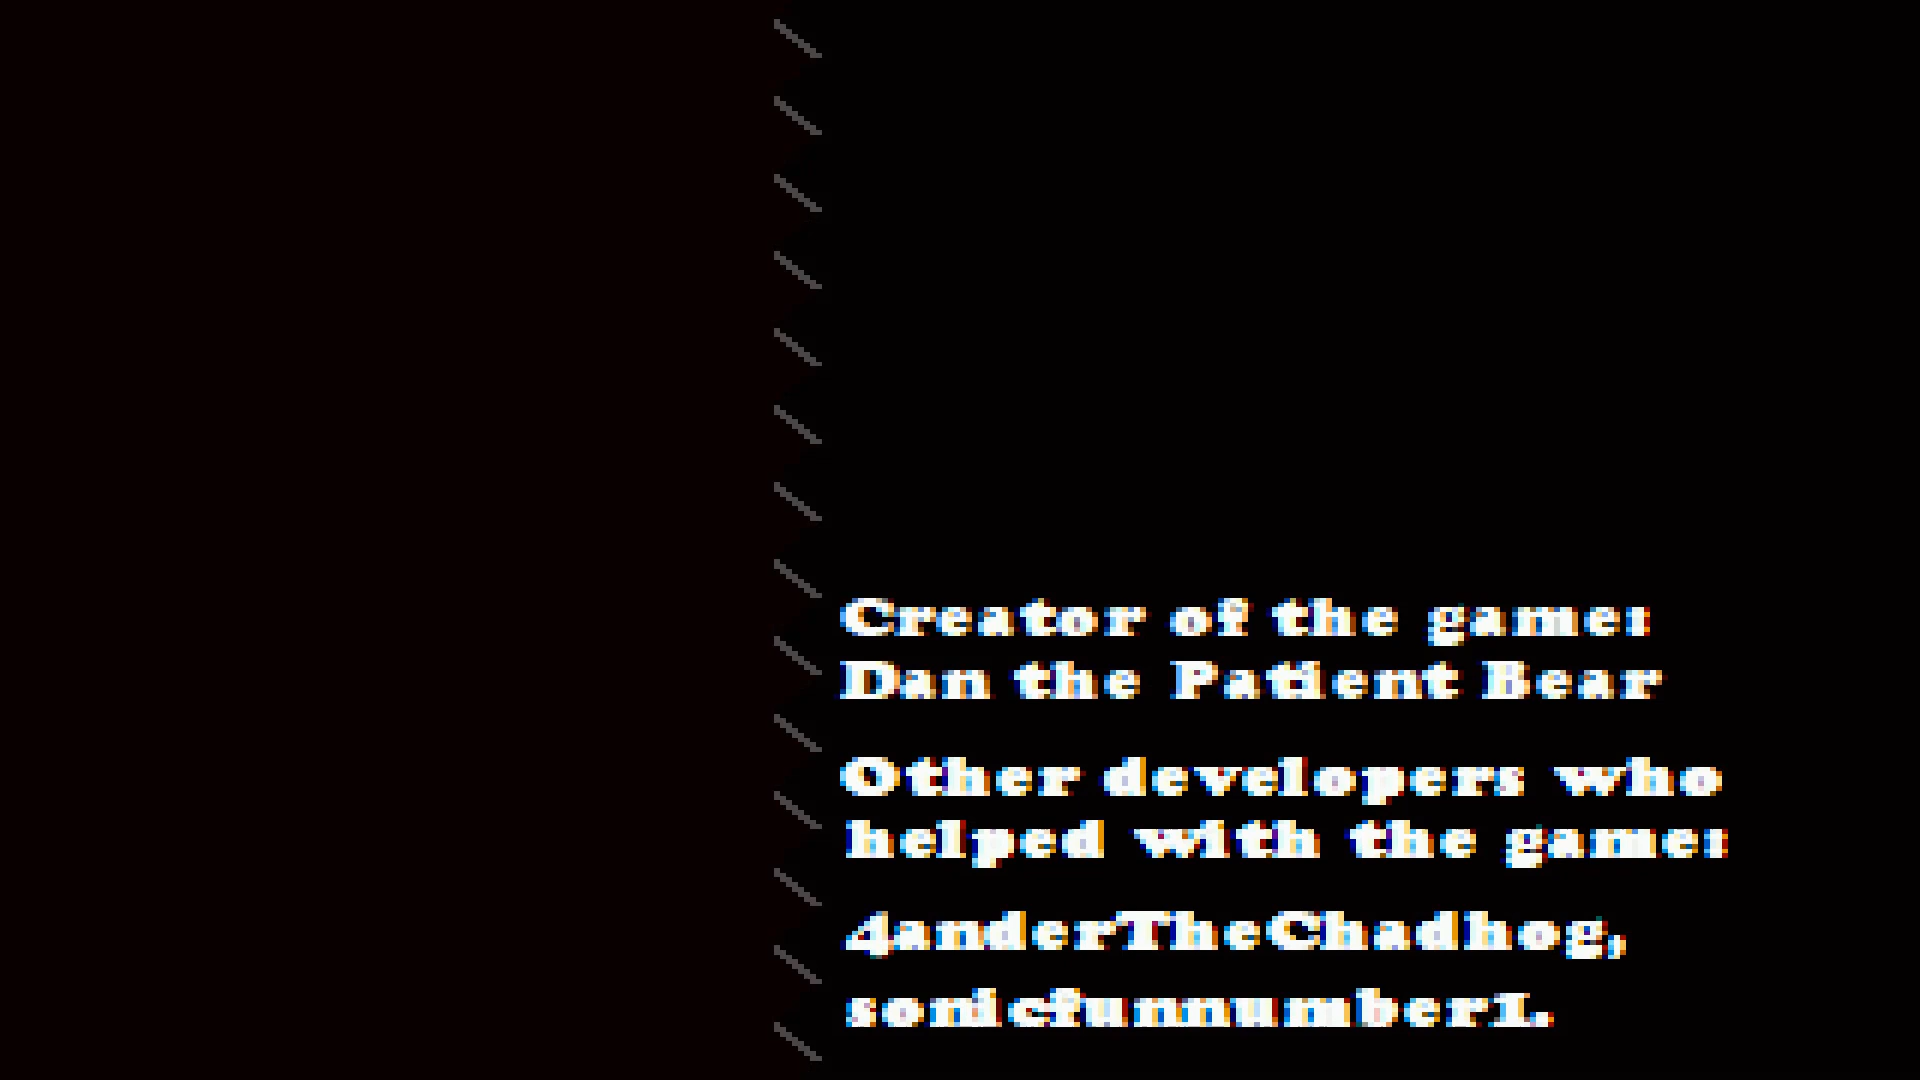 Creator of the game:
Dan the Patient Bear
Other developers who
helped with the game:
4anderTheChadhog,
sonicfunnumber1.